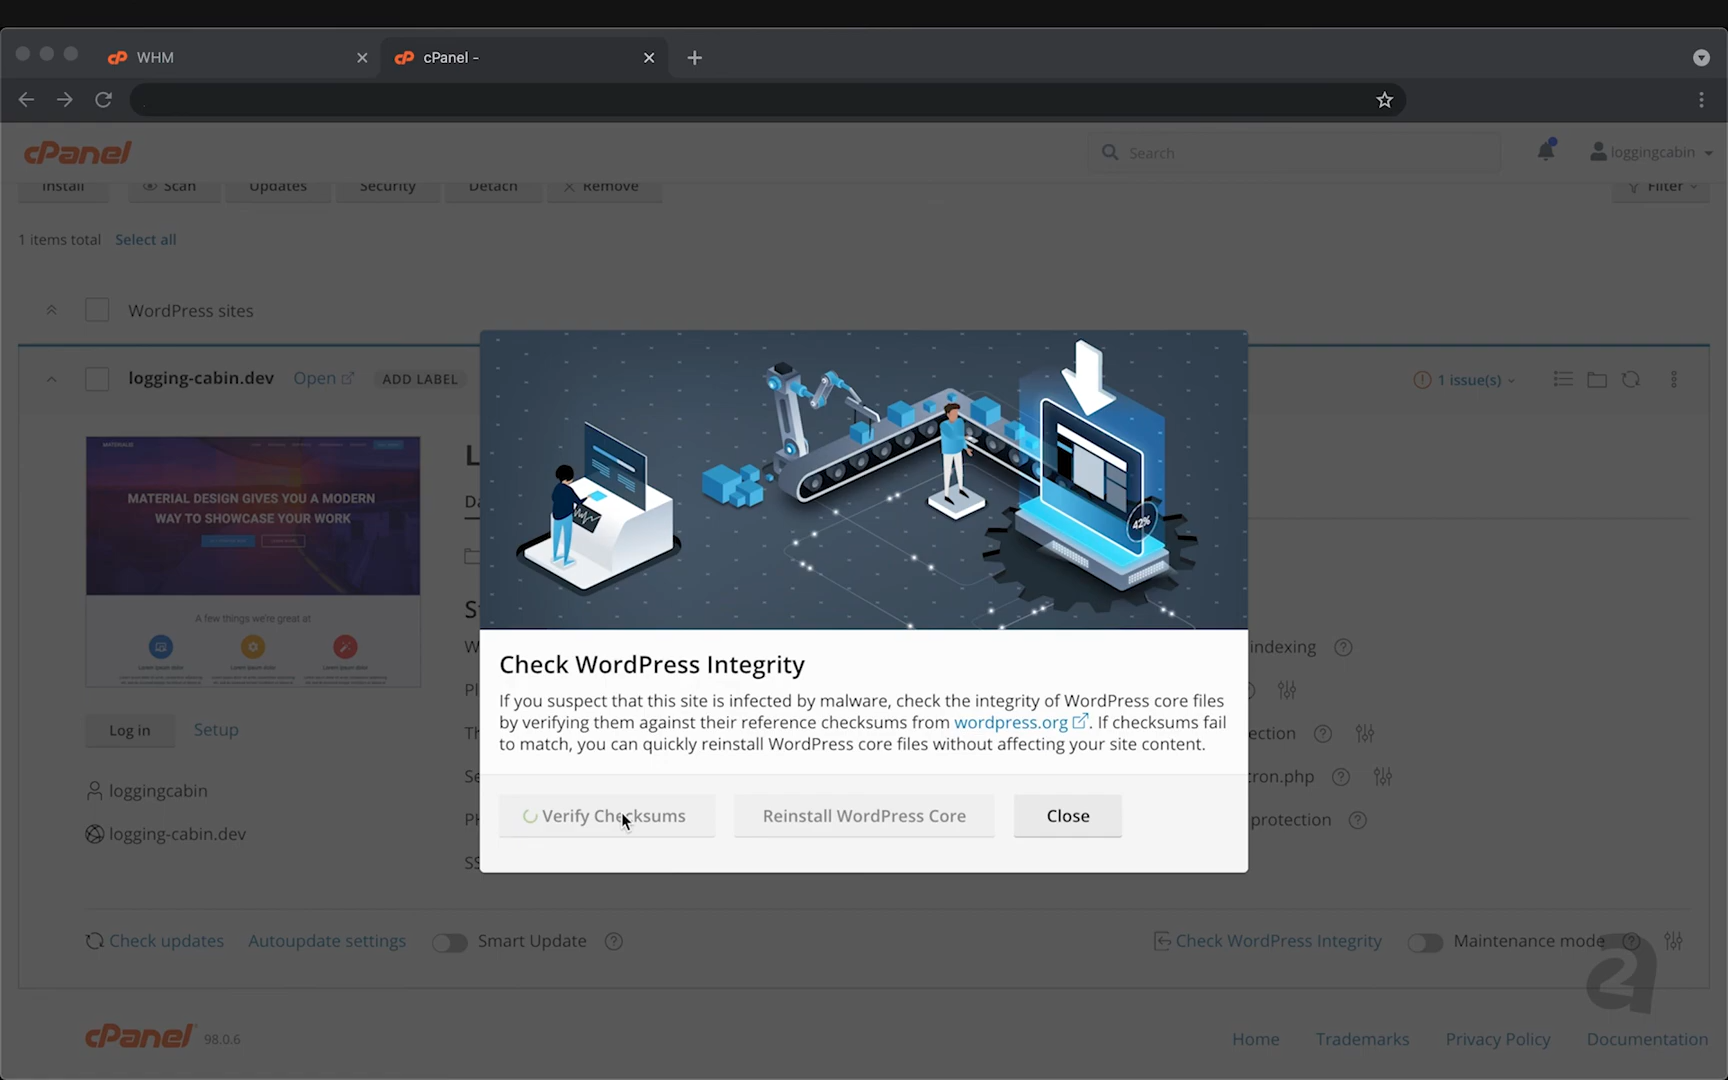 WHM
cPanel -
cPanel
Search
loggingcabin
Install
Scan
Updates
Security
Detach
Remove
Filter
1 items total Select all
WordPress sites
logging-cabin.dev Open ADD LABEL
1 issue(s)
MATERIALIS
MATERIAL DESIGN GIVES YOU A MODERN
WAY TO SHOWCASE YOUR WORK
A few things we're great at
42%
Check WordPress Integrity
If you suspect that this site is infected by malware, check the integrity of WordPress core files
by verifying them against their reference checksums from wordpress.org. If checksums fail
to match, you can quickly reinstall WordPress core files without affecting your site content.
Verify Checksums
Reinstall WordPress Core
Close
indexing
ection
cron.php
protection
Log in Setup
loggingcabin
logging-cabin.dev
Check updates Autoupdate settings Smart Update
Check WordPress Integrity Maintenance mode
a
cPanel 98.0.6
Home Trademarks Privacy Policy Documentation